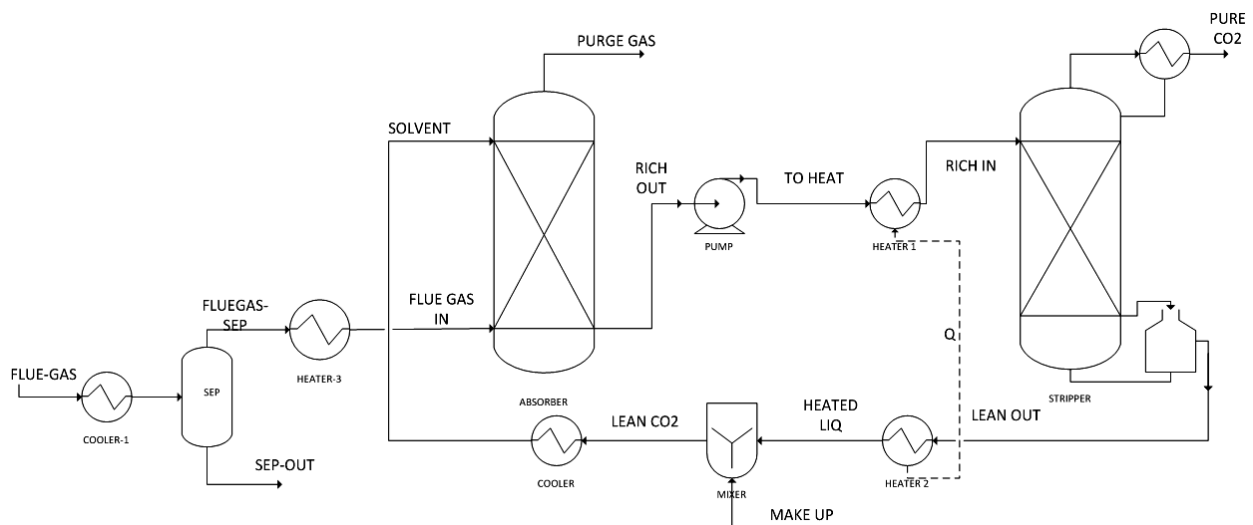 PURE
CO2
PURGE GAS
SOLVENT
RICH
OUT
TO HEAT
RICH IN
PUMP
HEATER 1
FLUEGAS-
SEP
FLUE GAS
IN
Q
FLUE-GAS
HEATER-3
SEP
ABSORBER
STRIPPER
COOLER-1
LEAN CO2
HEATED
LIQ
LEAN OUT
SEP-OUT
COOLER
HEATER 2
MIXER
MAKE UP